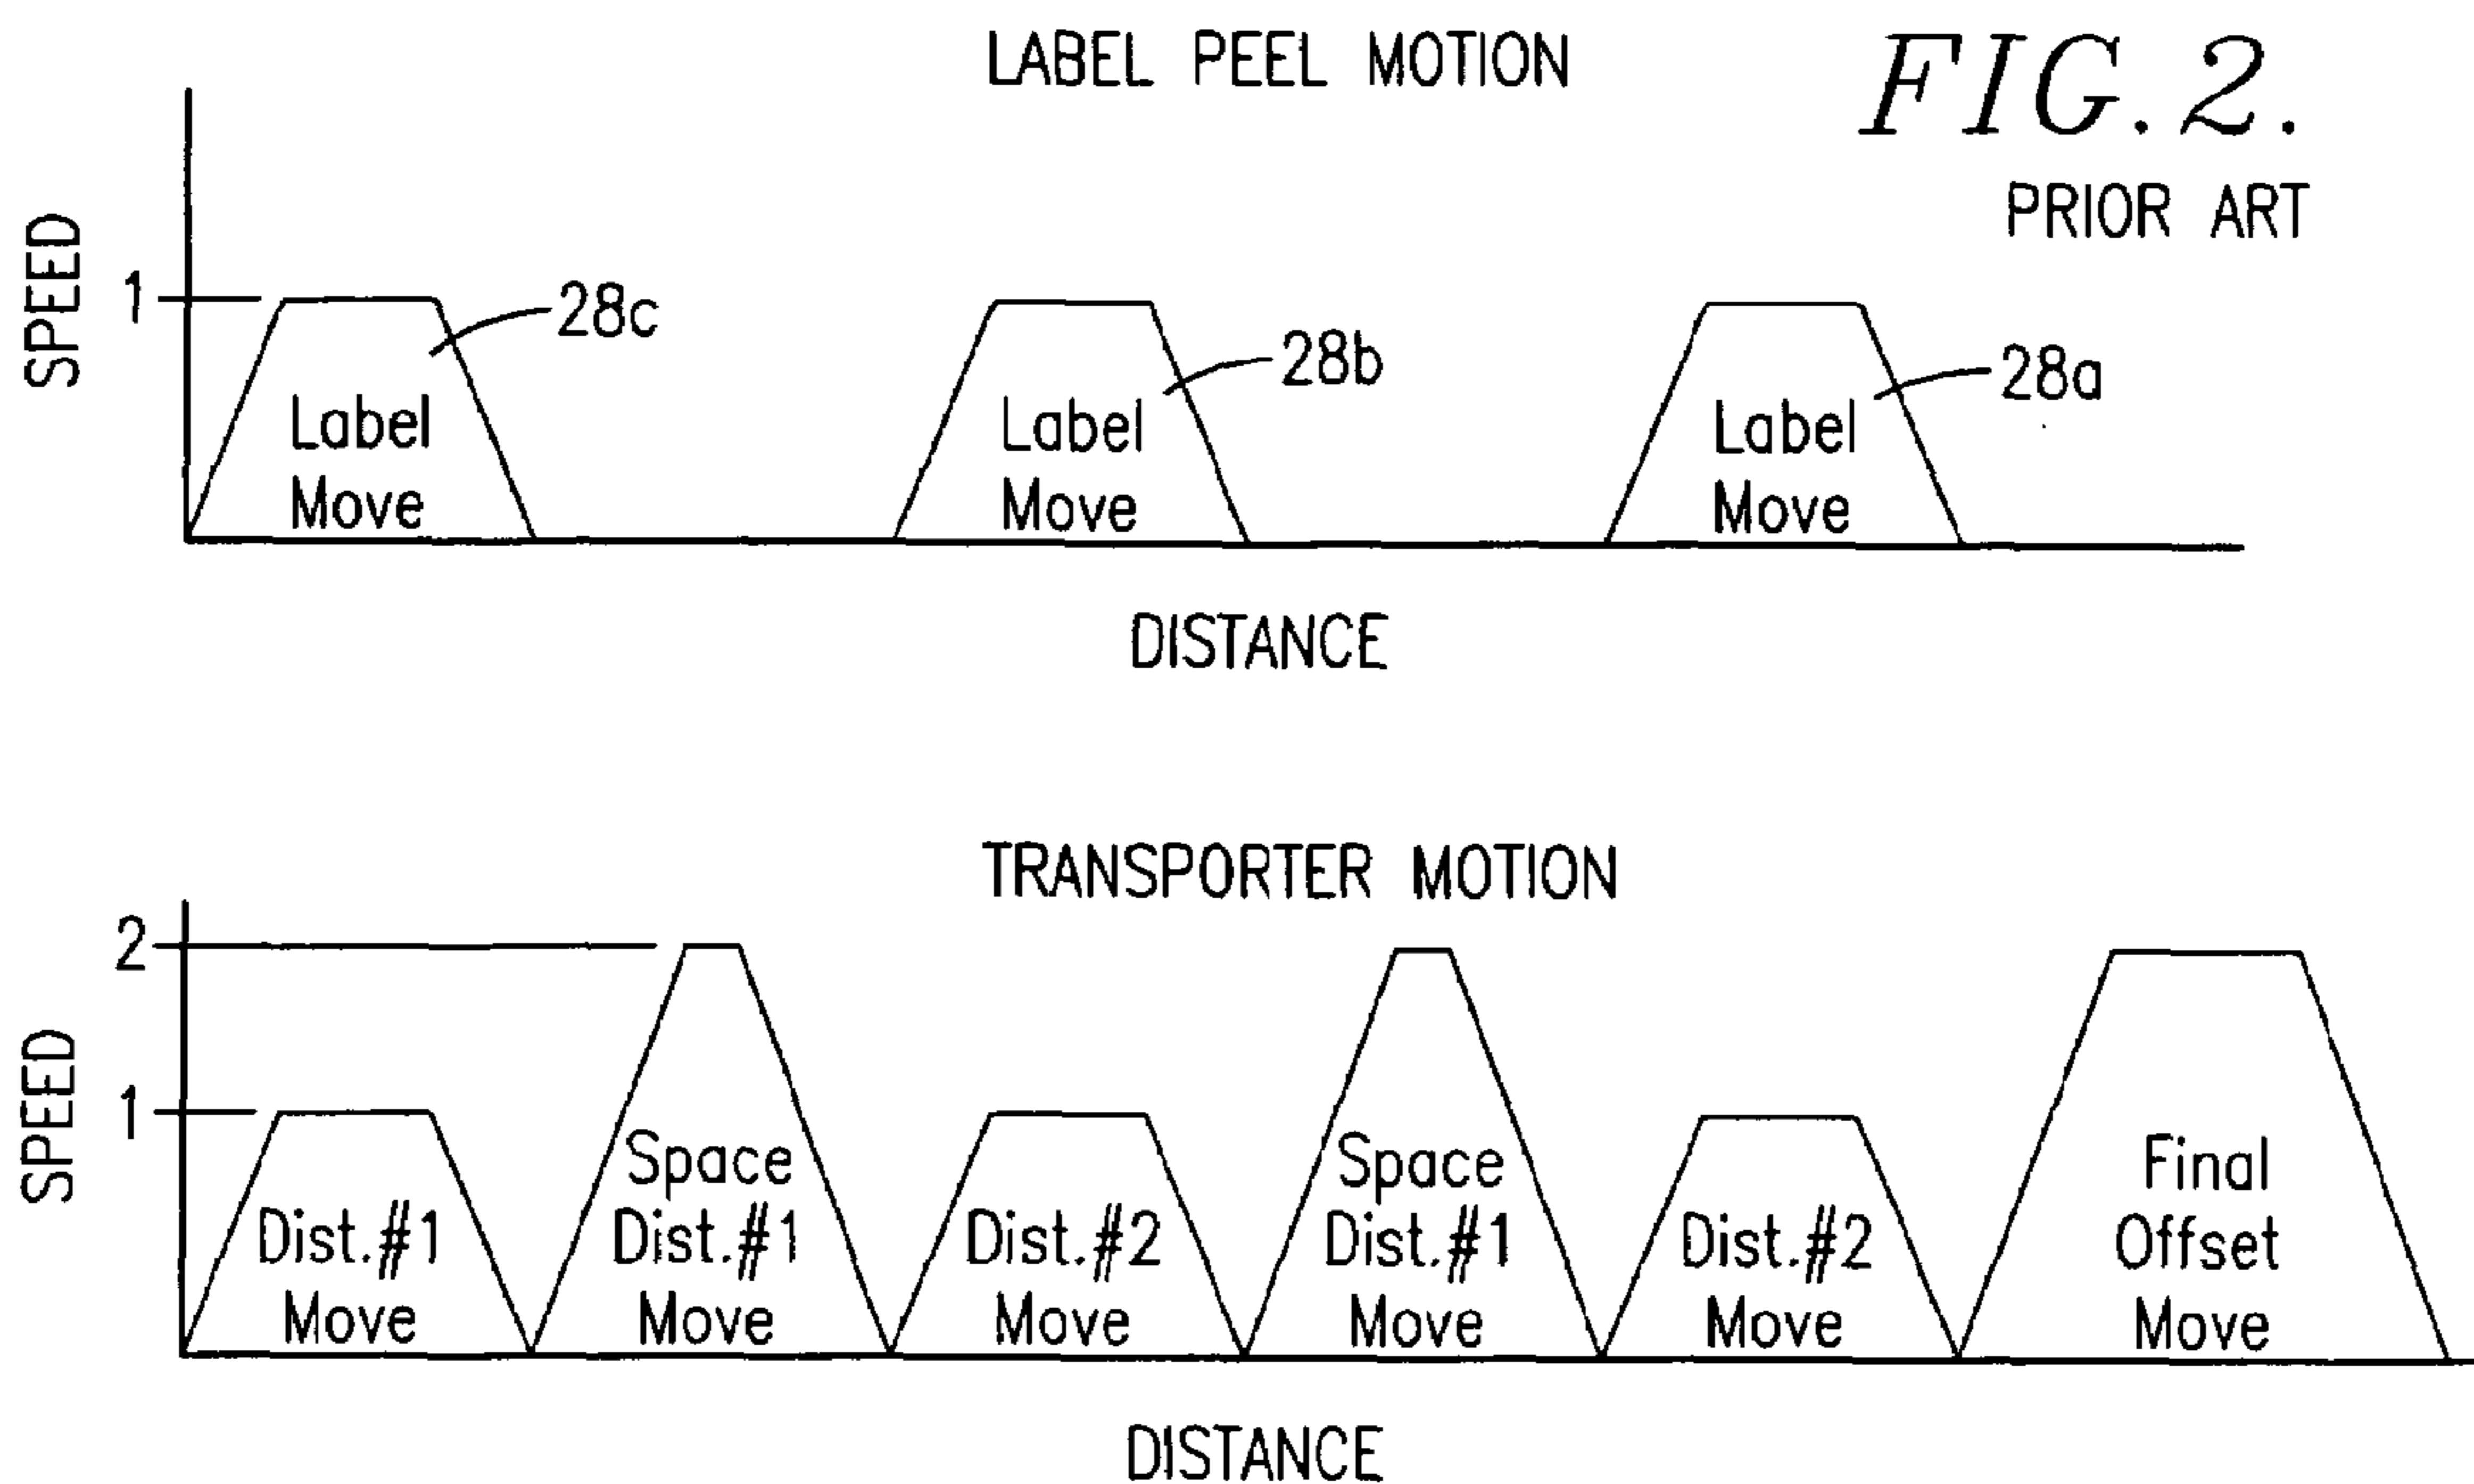 LABEL PEEL MOTION
FIG. 2.
PRIOR ART
SPEED
1
28c
28b
28a
Label
Move
Label
Move
Label
Move
DISTANCE
TRANSPORTER MOTION
SPEED
2
1
Dist.#1
Move
Space
Dist.#1
Move
Dist.#2
Move
Space
Dist.#1
Move
Dist.#2
Move
Final
Offset
Move
DISTANCE